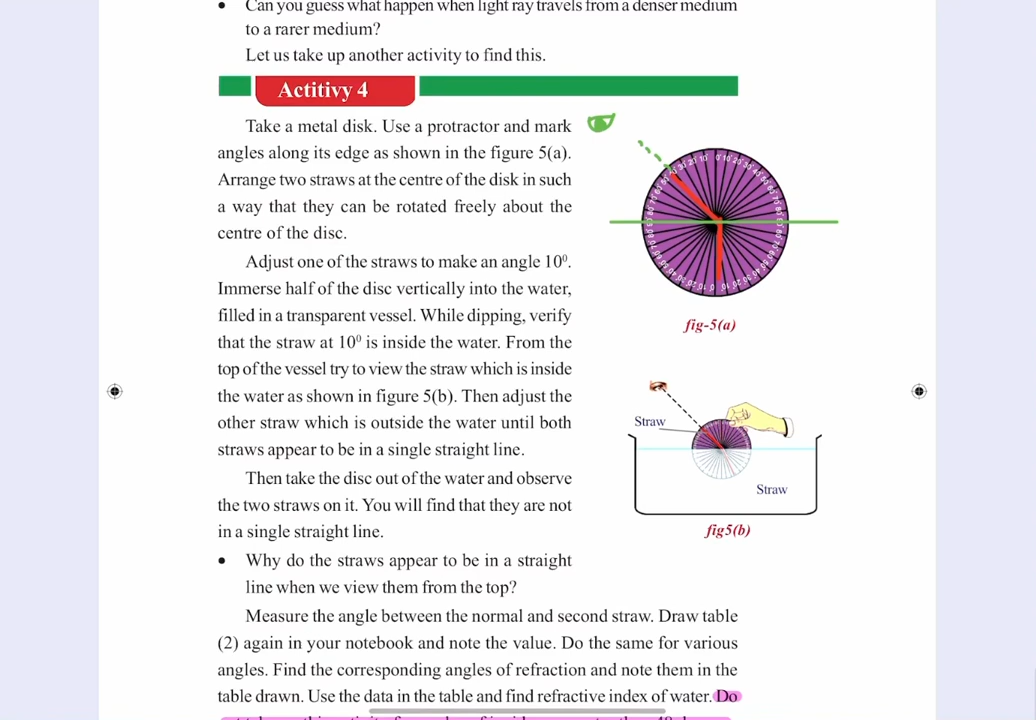 • Can you guess what happen when light ray travels from a denser medium
to a rarer medium?
Let us take up another activity to find this.
Actitivy 4
Take a metal disk. Use a protractor and mark
angles along its edge as shown in the figure 5(a).
Arrange two straws at the centre of the disk in such
a way that they can be rotated freely about the
centre of the disc.
Adjust one of the straws to make an angle 10⁰.
Immerse half of the disc vertically into the water,
filled in a transparent vessel. While dipping, verify
that the straw at 10⁰ is inside the water. From the
top of the vessel try to view the straw which is inside
the water as shown in figure 5(b). Then adjust the
other straw which is outside the water until both
straws appear to be in a single straight line.
Then take the disc out of the water and observe
the two straws on it. You will find that they are not
in a single straight line.
• Why do the straws appear to be in a straight
line when we view them from the top?
fig-5(a)
Straw
Straw
fig5(b)
Measure the angle between the normal and second straw. Draw table
(2) again in your notebook and note the value. Do the same for various
angles. Find the corresponding angles of refraction and note them in the
table drawn. Use the data in the table and find refractive index of water. Do